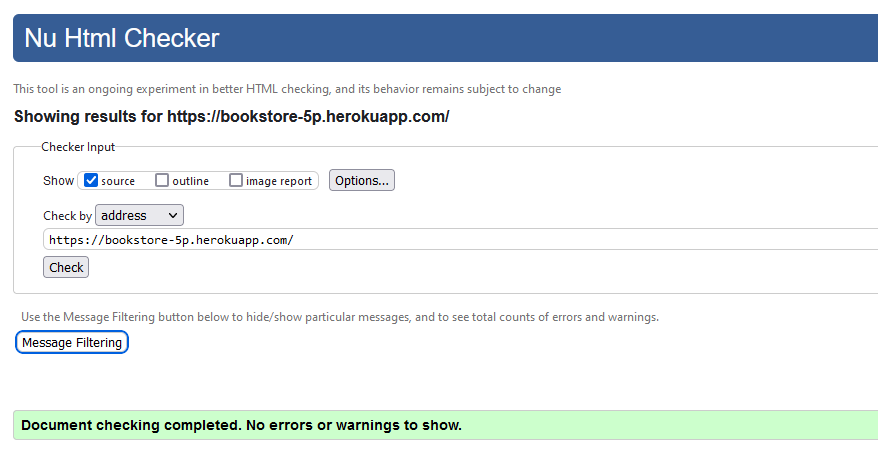 Nu Html Checker
This tool is an ongoing experiment in better HTML checking, and its behavior remains subject to change
Showing results for https://bookstore-5p.herokuapp.com/
Checker Input
Show source outline image report Options...
Check by address
https://bookstore-5p.herokuapp.com/
Check
Use the Message Filtering button below to hide/show particular messages, and to see total counts of errors and warnings.
Message Filtering
Document checking completed. No errors or warnings to show.